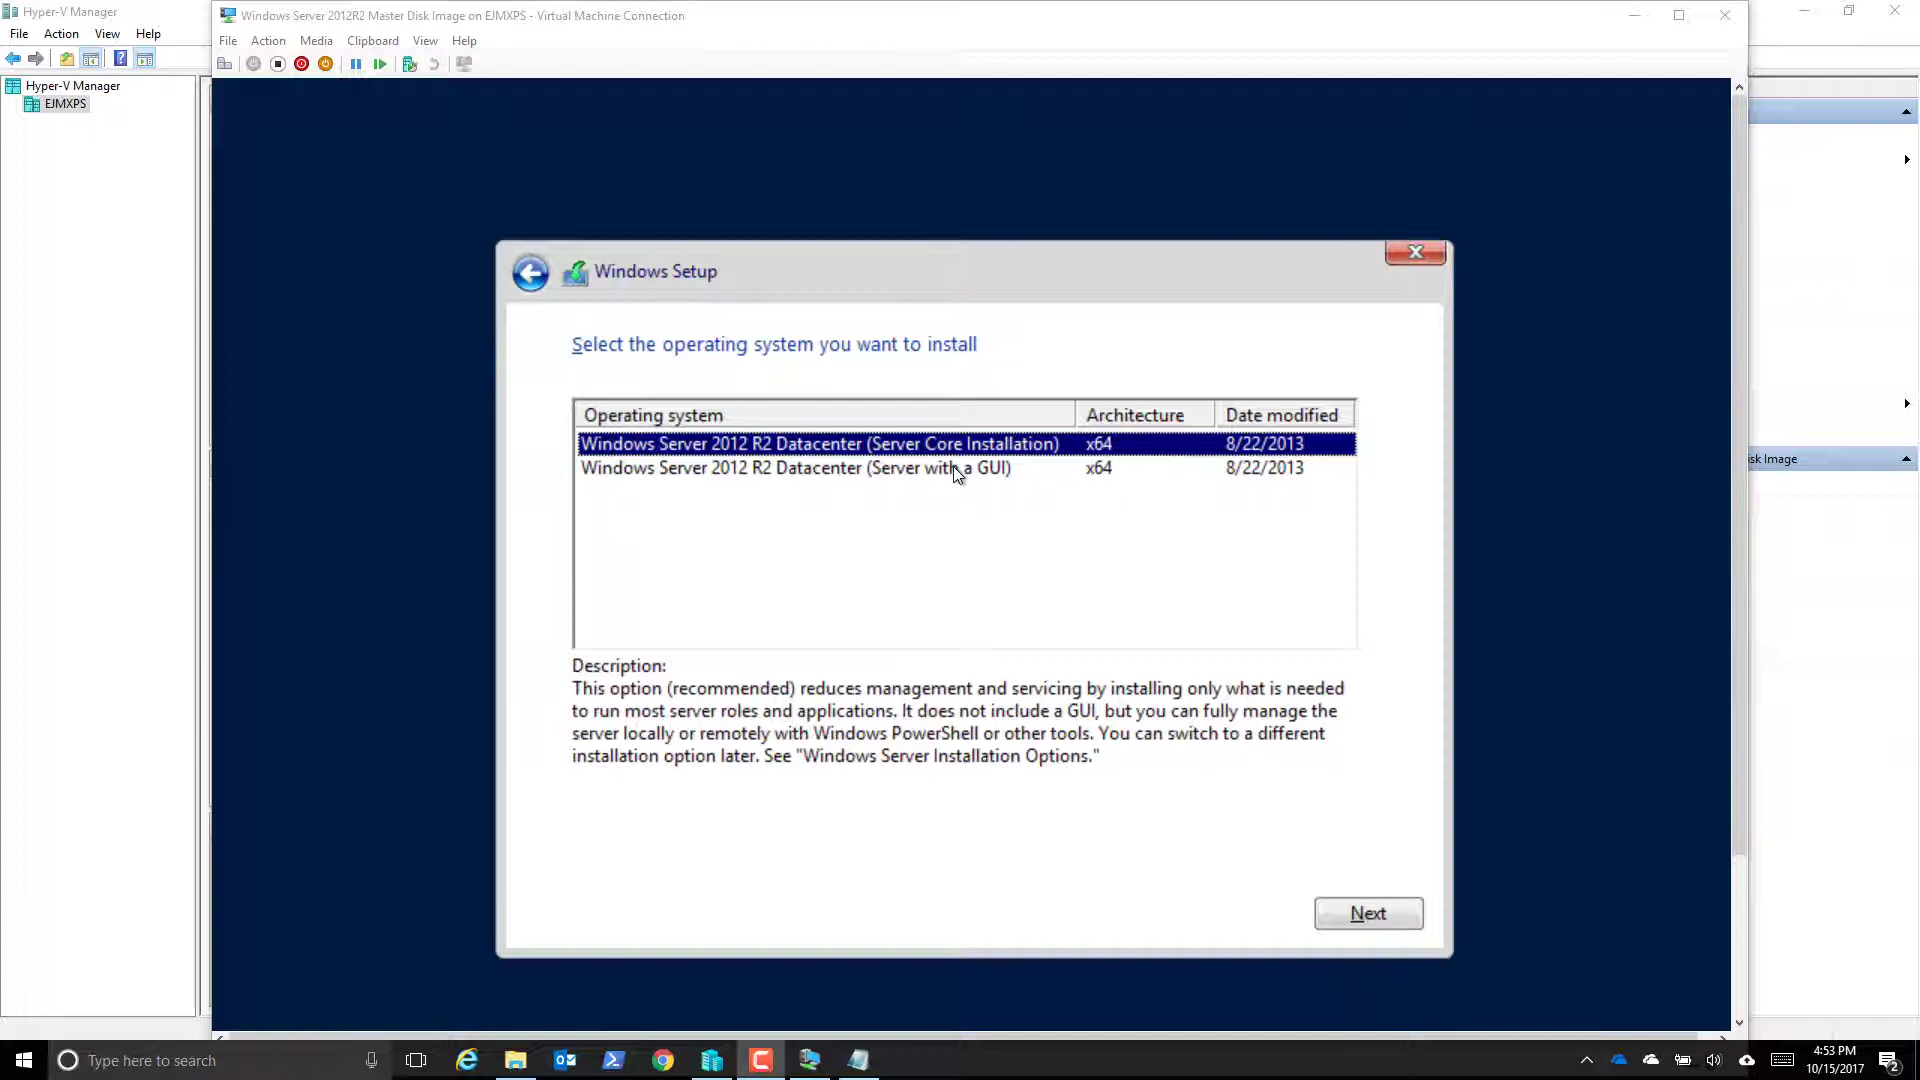 Hyper-V Manager
File Action View Help
Hyper-V Manager
EJMXPS
Windows Server 2012R2 Master Disk Image on EJMXPS - Virtual Machine Connection
File Action Media Clipboard View Help
Windows Setup
Select the operating system you want to install
Operating system Architecture Date modified
Windows Server 2012 R2 Datacenter (Server Core Installation) x64 8/22/2013
Windows Server 2012 R2 Datacenter (Server with a GUI) x64 8/22/2013
Description:
This option (recommended) reduces management and servicing by installing only what is needed
to run most server roles and applications. It does not include a GUI, but you can fully manage the
server locally or remotely with Windows PowerShell or other tools. You can switch to a different
installation option later. See "Windows Server Installation Options."
Next
isk Image
Type here to search
4:53 PM
10/15/2017
2